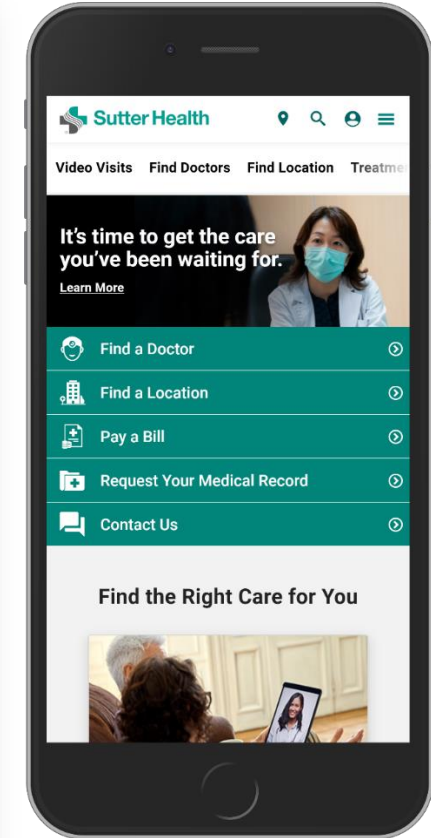 Sutter Health
Video Visits Find Doctors Find Location
It's time to get the care
you've been waiting for.
Learn More
Find a Doctor
Find a Location
Pay a Bill
Request Your Medical Record
Contact Us
Find the Right Care for You